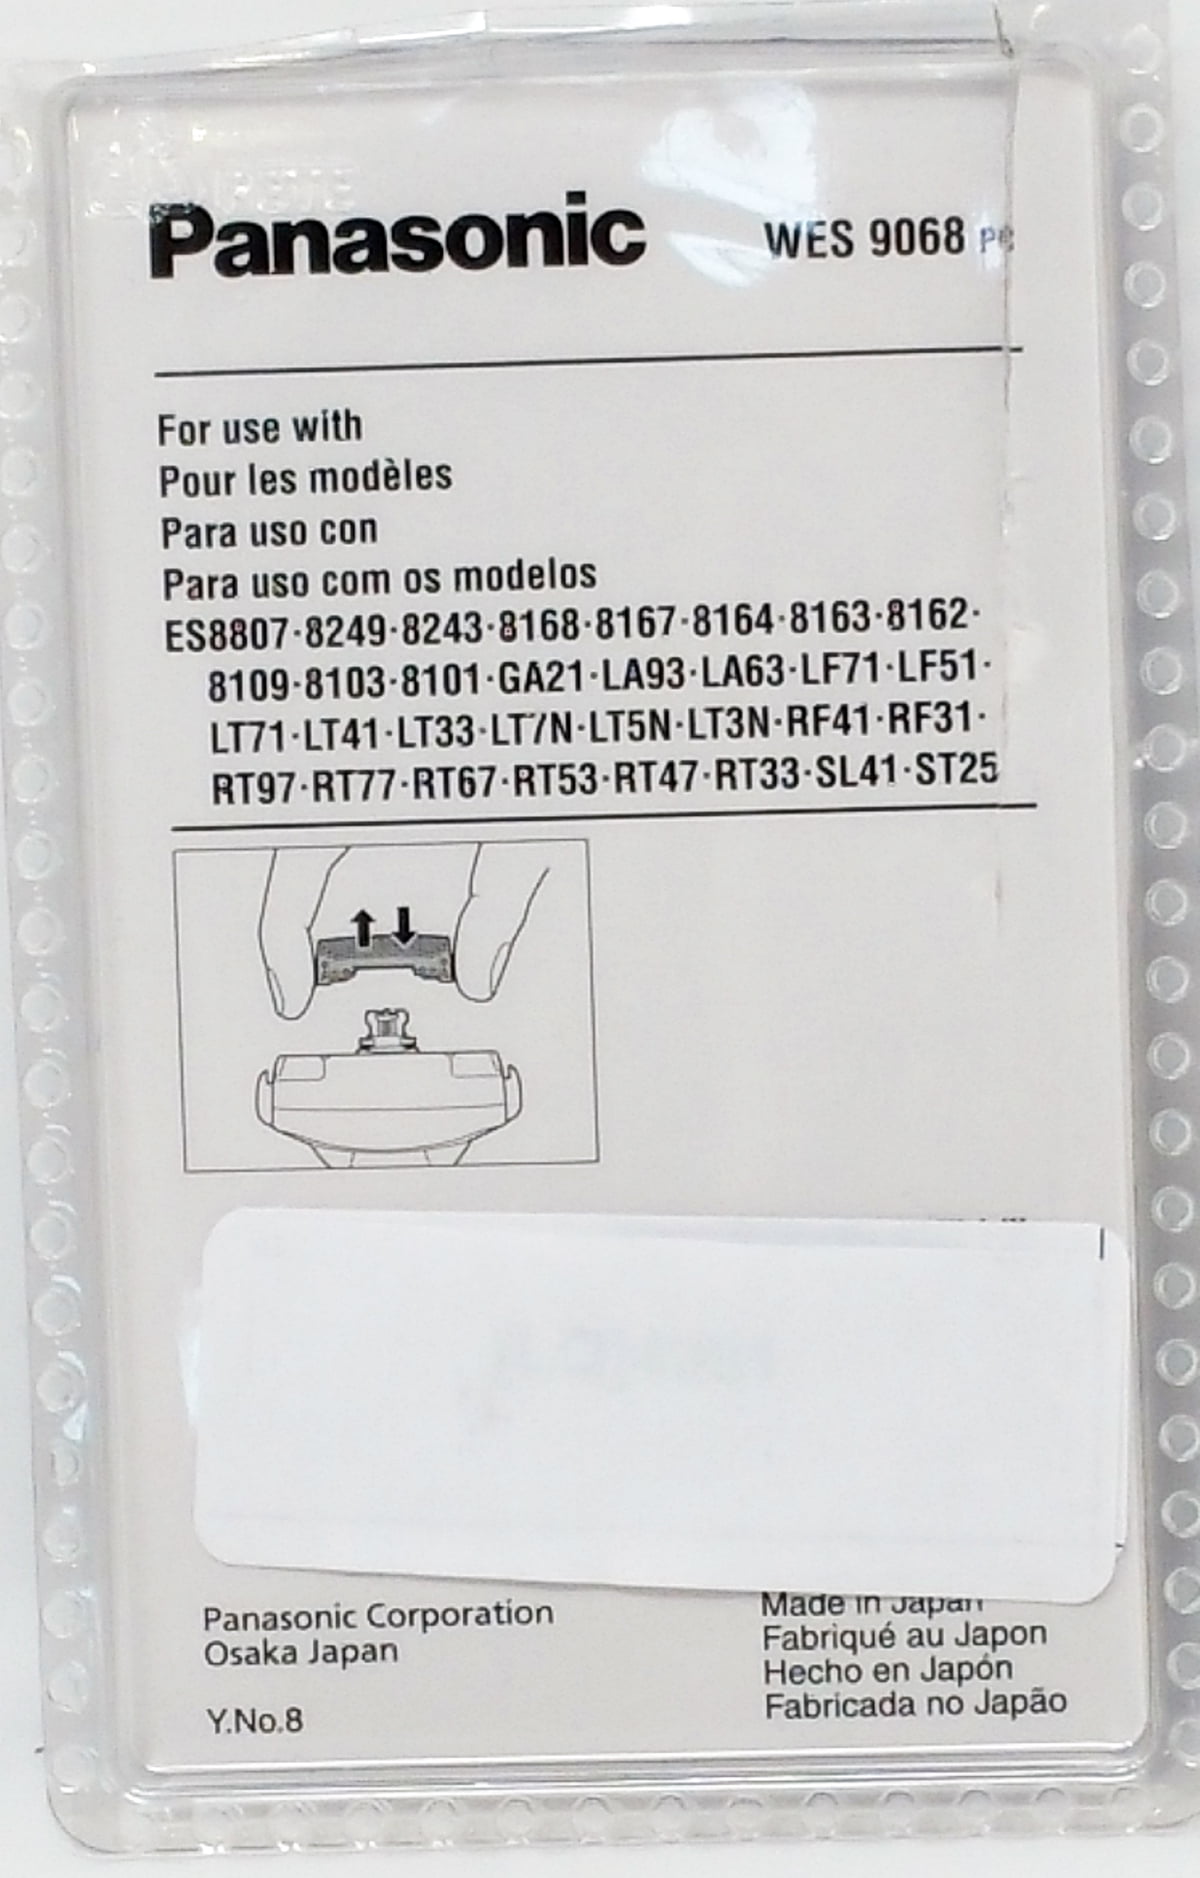 Panasonic WES 9068
For use with
Pour les modèles
Para uso con
Para uso com os modelos
ES8807·8249·8243·8168·8167·8164·8163·8162·
8109·8103·8101·GA21·LA93·LA63·LF71·LF51·
LT71·LT41·LT33·LT7N·LT5N·LT3N·RF41·RF31·
RT97·RT77·RT67·RT53·RT47·RT33·SL41·ST25
Panasonic Corporation
Osaka Japan
Y.No.8
Made in Japan
Fabriqué au Japon
Hecho en Japón
Fabricada no Japão